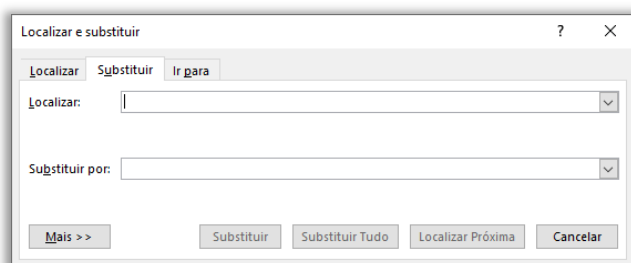 Localizar e substituir ?
Localizar Substituir Ir para
Localizar:
Substituir por:
Mais >> Substituir Substituir Tudo Localizar Próxima Cancelar